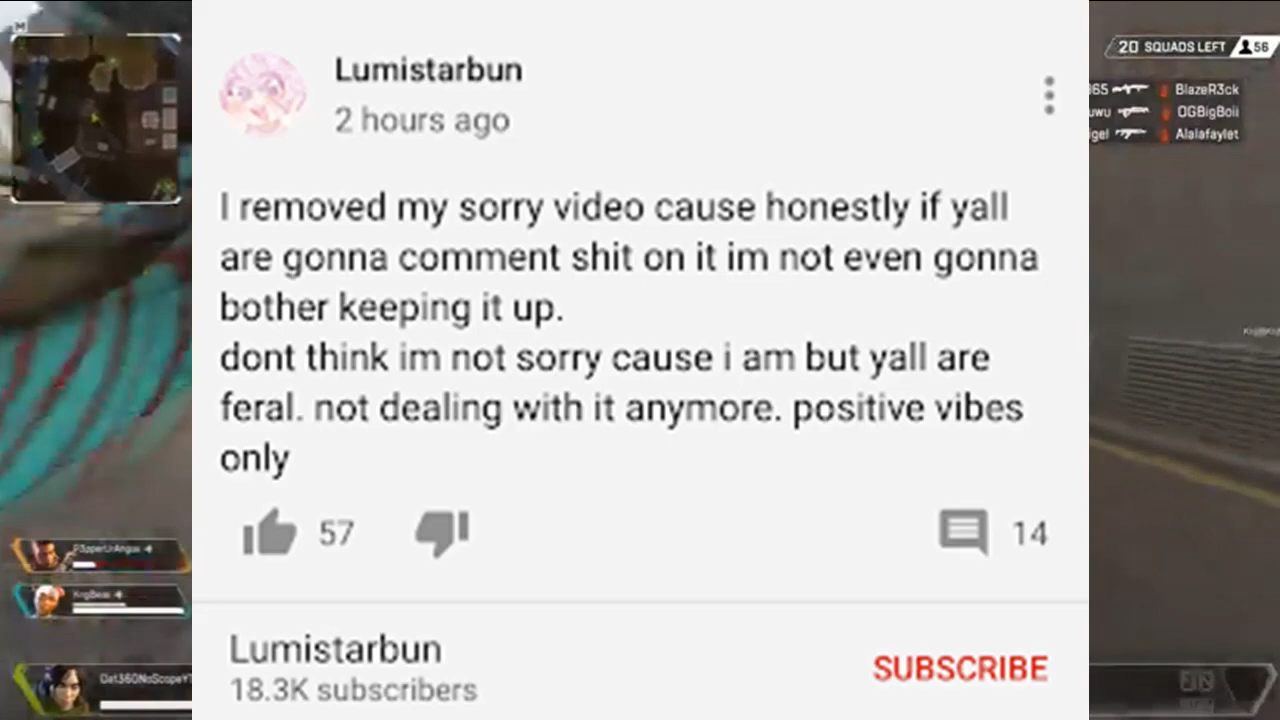 M
20 SQUADS LEFT 56
Lumistarbun
2 hours ago
BlazeR3ck
OGBigBoii
Alalafaylet
I removed my sorry video cause honestly if yall
are gonna comment shit on it im not even gonna
bother keeping it up.
dont think im not sorry cause i am but yall are
feral. not dealing with it anymore. positive vibes
only
57
14
Lumistarbun
18.3K subscribers
SUBSCRIBE